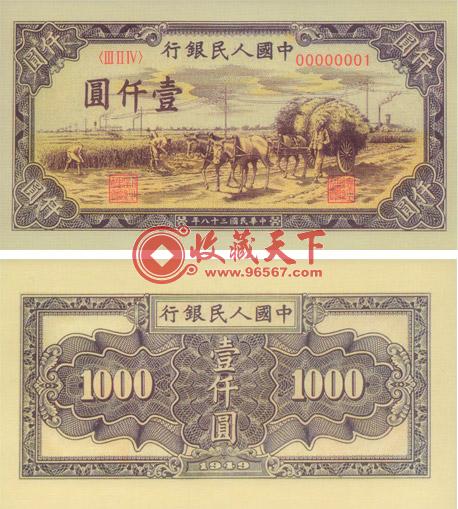 中國人民銀行
〈III II IV〉
00000001
壹仟圓
仟圓
仟圓
仟圓
仟圓
中華民國三十八年
收藏天下
www.96567.com
中國人民銀行
1000
壹仟圓
1000
1949